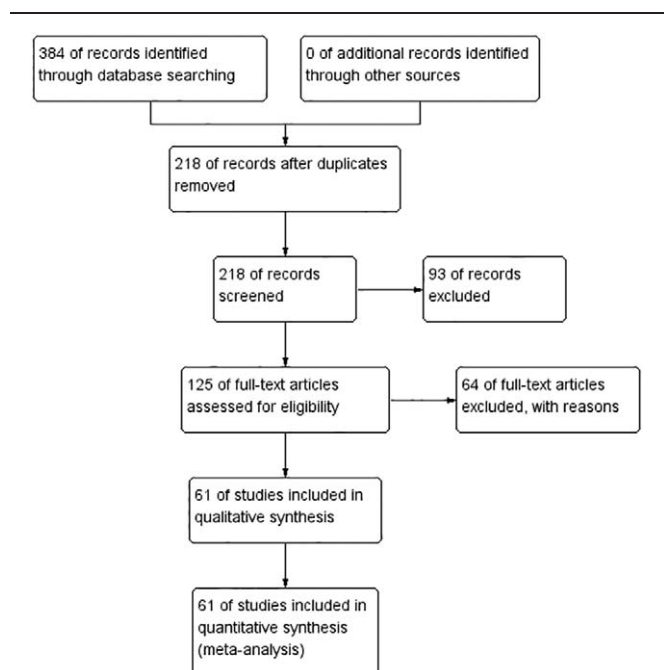 384 of records identified
through database searching
0 of additional records identified
through other sources
218 of records after duplicates
removed
218 of records
screened
93 of records
excluded
125 of full-text articles
assessed for eligibility
64 of full-text articles
excluded, with reasons
61 of studies included in
qualitative synthesis
61 of studies included in
quantitative synthesis
(meta-analysis)